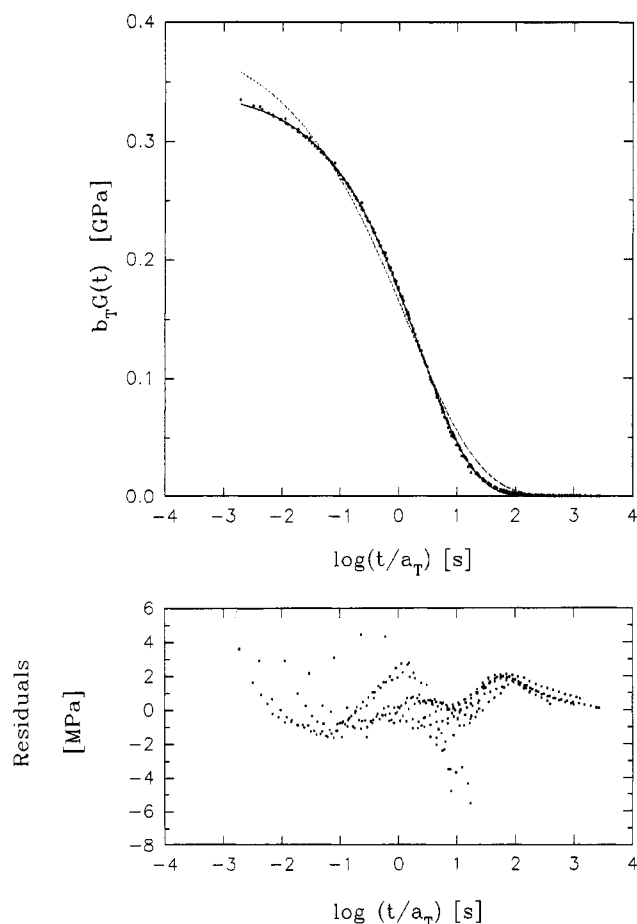 0.4
0.3
0.2
0.1
0.0
b_T G(t) [GPa]
−4 −3 −2 −1 0 1 2 3 4
log(t/a_T) [s]
6
4
2
0
−2
−4
−6
−8
Residuals
[MPa]
−4 −3 −2 −1 0 1 2 3 4
log (t/a_T) [s]